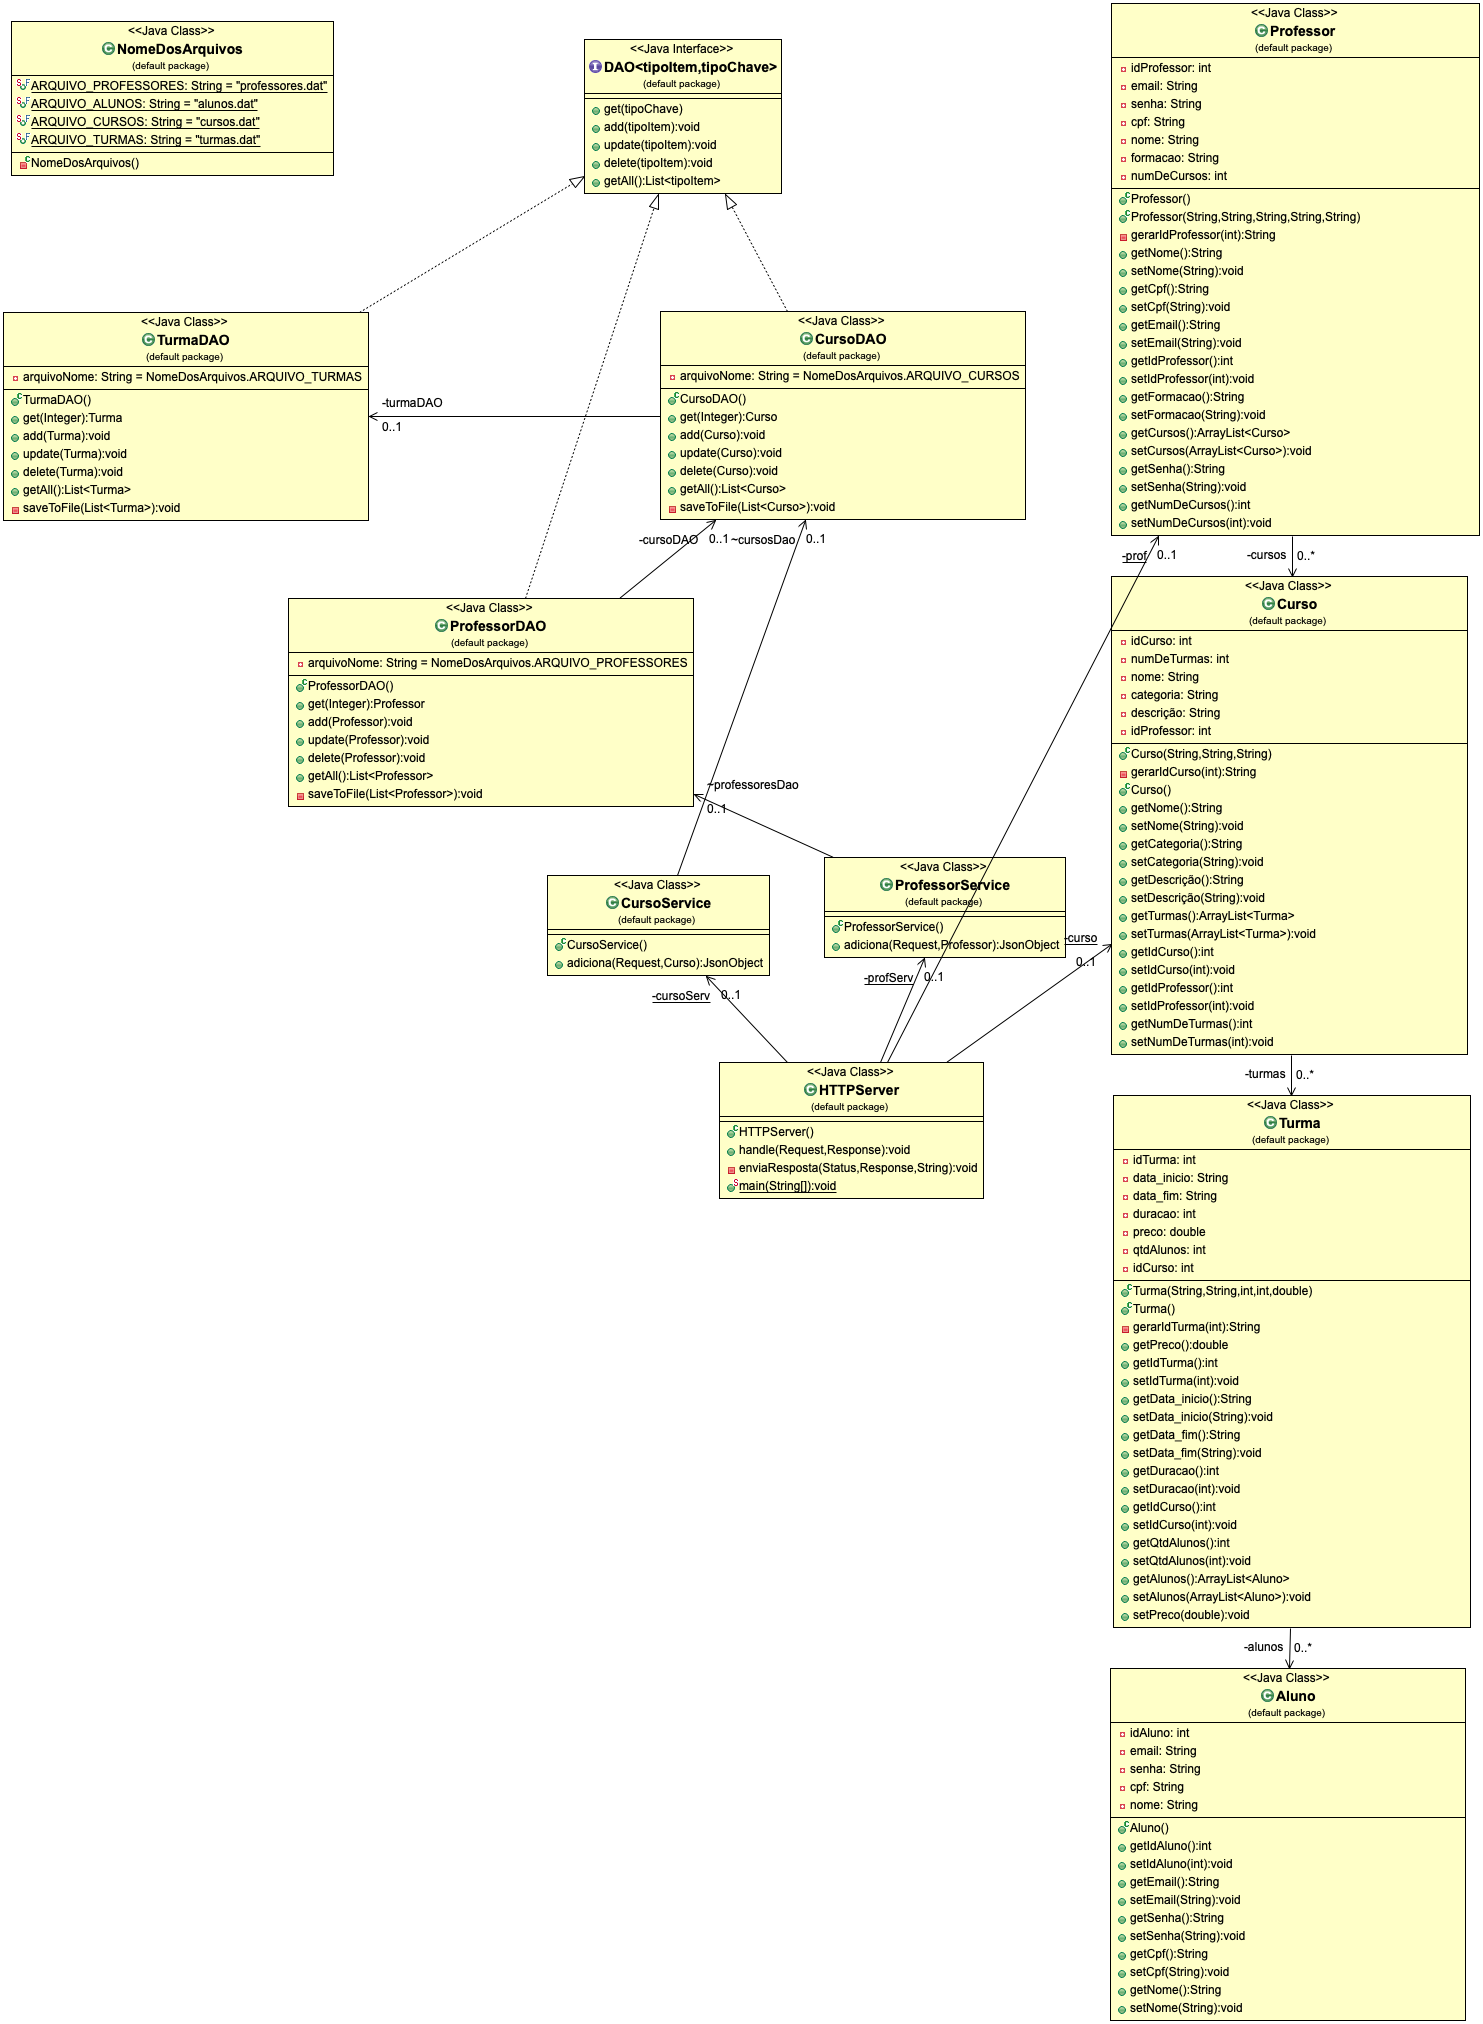 <<Java Class>>
NomeDosArquivos
(default package)
ARQUIVO_PROFESSORES: String = "professores.dat"
ARQUIVO_ALUNOS: String = "alunos.dat"
ARQUIVO_CURSOS: String = "cursos.dat"
ARQUIVO_TURMAS: String = "turmas.dat"
NomeDosArquivos()
<<Java Interface>>
DAO<tipoItem,tipoChave>
(default package)
get(tipoChave)
add(tipoItem):void
update(tipoItem):void
delete(tipoItem):void
getAll():List<tipoItem>
<<Java Class>>
TurmaDAO
(default package)
arquivoNome: String = NomeDosArquivos.ARQUIVO_TURMAS
TurmaDAO()
get(Integer):Turma
add(Turma):void
update(Turma):void
delete(Turma):void
getAll():List<Turma>
saveToFile(List<Turma>):void
-turmaDAO
0..1
<<Java Class>>
CursoDAO
(default package)
arquivoNome: String = NomeDosArquivos.ARQUIVO_CURSOS
CursoDAO()
get(Integer):Curso
add(Curso):void
update(Curso):void
delete(Curso):void
getAll():List<Curso>
saveToFile(List<Curso>):void
-cursoDAO
0..1
~cursosDao
0..1
<<Java Class>>
ProfessorDAO
(default package)
arquivoNome: String = NomeDosArquivos.ARQUIVO_PROFESSORES
ProfessorDAO()
get(Integer):Professor
add(Professor):void
update(Professor):void
delete(Professor):void
getAll():List<Professor>
saveToFile(List<Professor>):void
~professoresDao
0..1
<<Java Class>>
CursoService
(default package)
CursoService()
adiciona(Request,Curso):JsonObject
-cursoServ
0..1
<<Java Class>>
ProfessorService
(default package)
ProfessorService()
adiciona(Request,Professor):JsonObject
-profServ
0..1
-curso
0..1
<<Java Class>>
HTTPServer
(default package)
HTTPServer()
handle(Request,Response):void
enviaResposta(Status,Response,String):void
main(String[]):void
<<Java Class>>
Professor
(default package)
idProfessor: int
email: String
senha: String
cpf: String
nome: String
formacao: String
numDeCursos: int
Professor()
Professor(String,String,String,String,String)
gerarIdProfessor(int):String
getNome():String
setNome(String):void
getCpf():String
setCpf(String):void
getEmail():String
setEmail(String):void
getIdProfessor():int
setIdProfessor(int):void
getFormacao():String
setFormacao(String):void
getCursos():ArrayList<Curso>
setCursos(ArrayList<Curso>):void
getSenha():String
setSenha(String):void
getNumDeCursos():int
setNumDeCursos(int):void
-prof
0..1
-cursos
0..*
<<Java Class>>
Curso
(default package)
idCurso: int
numDeTurmas: int
nome: String
categoria: String
descrição: String
idProfessor: int
Curso(String,String,String)
gerarIdCurso(int):String
Curso()
getNome():String
setNome(String):void
getCategoria():String
setCategoria(String):void
getDescrição():String
setDescrição(String):void
getTurmas():ArrayList<Turma>
setTurmas(ArrayList<Turma>):void
getIdCurso():int
setIdCurso(int):void
getIdProfessor():int
setIdProfessor(int):void
getNumDeTurmas():int
setNumDeTurmas(int):void
-turmas
0..*
<<Java Class>>
Turma
(default package)
idTurma: int
data_inicio: String
data_fim: String
duracao: int
preco: double
qtdAlunos: int
idCurso: int
Turma(String,String,int,int,double)
Turma()
gerarIdTurma(int):String
getPreco():double
getIdTurma():int
setIdTurma(int):void
getData_inicio():String
setData_inicio(String):void
getData_fim():String
setData_fim(String):void
getDuracao():int
setDuracao(int):void
getIdCurso():int
setIdCurso(int):void
getQtdAlunos():int
setQtdAlunos(int):void
getAlunos():ArrayList<Aluno>
setAlunos(ArrayList<Aluno>):void
setPreco(double):void
-alunos
0..*
<<Java Class>>
Aluno
(default package)
idAluno: int
email: String
senha: String
cpf: String
nome: String
Aluno()
getIdAluno():int
setIdAluno(int):void
getEmail():String
setEmail(String):void
getSenha():String
setSenha(String):void
getCpf():String
setCpf(String):void
getNome():String
setNome(String):void